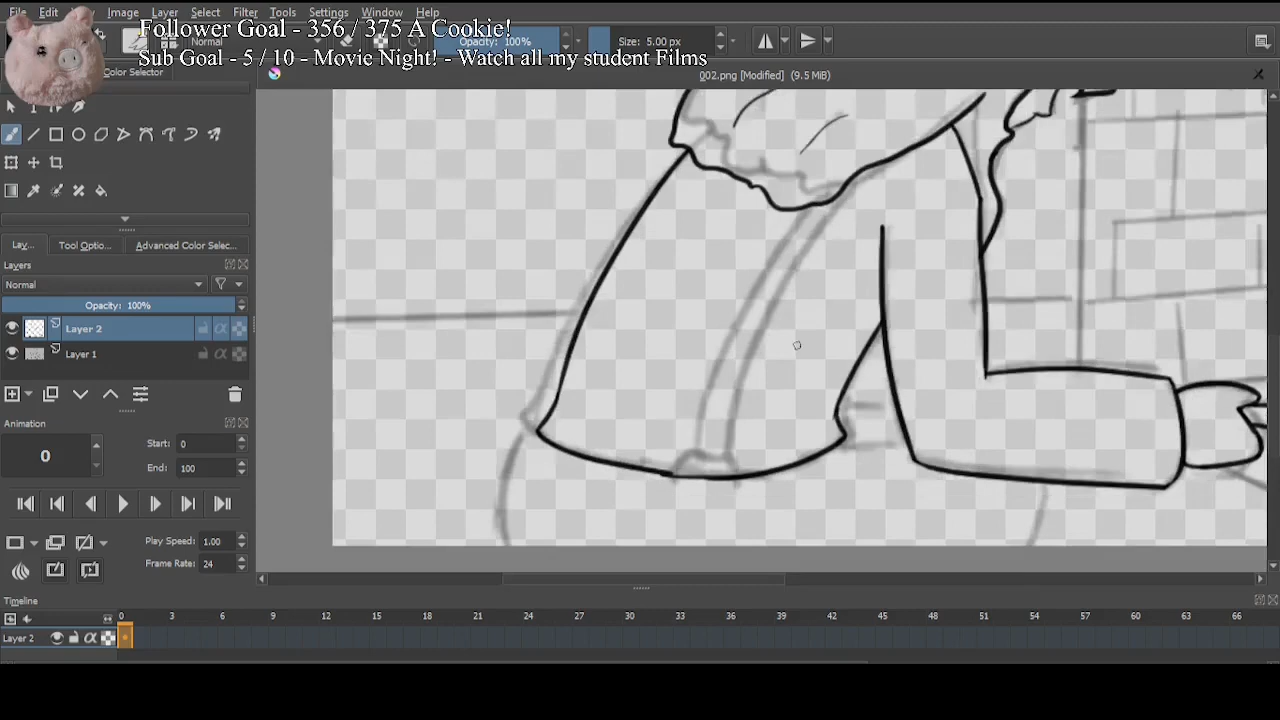 File Edit View Image Layer Select Filter Tools Settings Window Help
Follower Goal - 356 / 375 A Cookie!
Normal
Opacity: 100%
Size: 5.00 px
Sub Goal - 5 / 10 - Movie Night! - Watch all my student Films
Color Selector
002.png [Modified] (9.5 MiB)
Lay...
Tool Optio...
Advanced Color Selec...
Layers
Normal
Opacity: 100%
Layer 2
Layer 1
Animation
0
Start: 0
End: 100
Play Speed: 1.00
Frame Rate: 24
Timeline
0 3 6 9 12 15 18 21 24 27 30 33 36 39 42 45 48 51 54 57 60 63 66
Layer 2